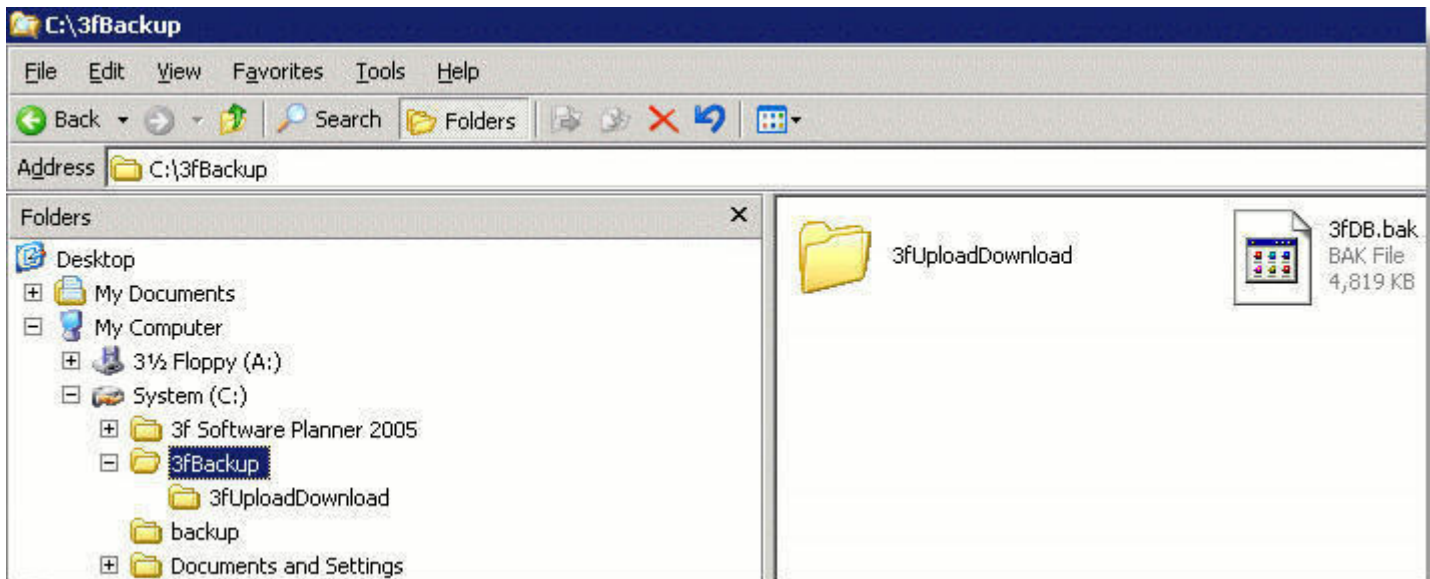 C:\3fBackup
File Edit View Favorites Tools Help
Back Search Folders
Address C:\3fBackup
Folders
Desktop
My Documents
My Computer
3½ Floppy (A:)
System (C:)
3f Software Planner 2005
3fBackup
3fUploadDownload
backup
Documents and Settings
3fUploadDownload
3fDB.bak
BAK File
4,819 KB